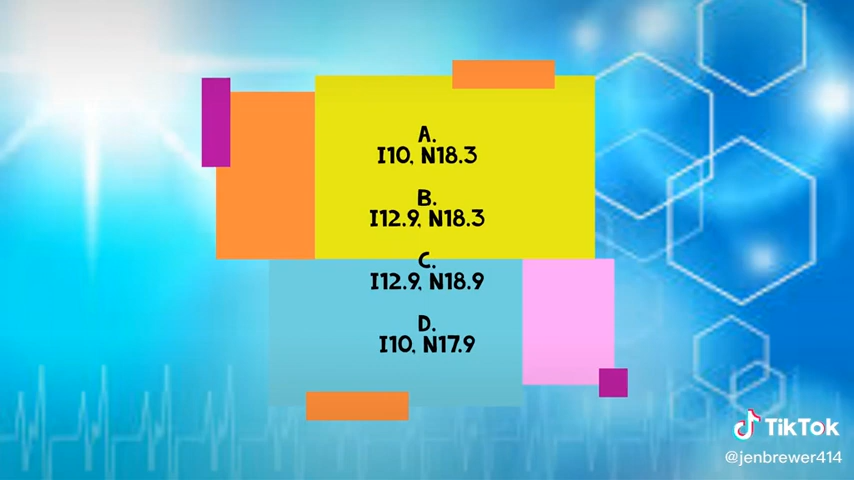 A.
I10, N18.3
B.
I12.9, N18.3
C.
I12.9, N18.9
D.
I10, N17.9
TikTok
@jenbrewer414